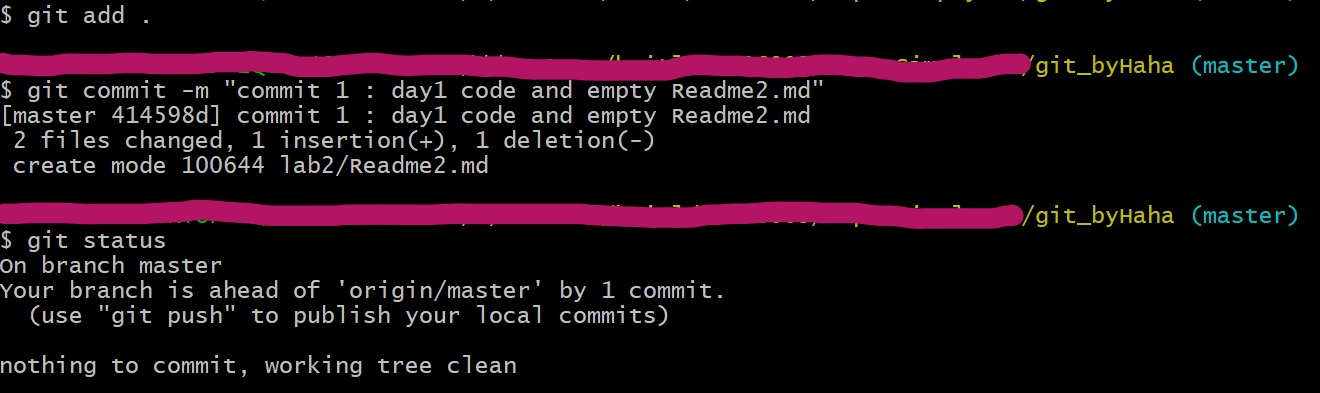 $ git add .
/git_byHaha (master)
$ git commit -m "commit 1 : day1 code and empty Readme2.md"
[master 414598d] commit 1 : day1 code and empty Readme2.md
 2 files changed, 1 insertion(+), 1 deletion(-)
 create mode 100644 lab2/Readme2.md
/git_byHaha (master)
$ git status
On branch master
Your branch is ahead of 'origin/master' by 1 commit.
  (use "git push" to publish your local commits)
nothing to commit, working tree clean